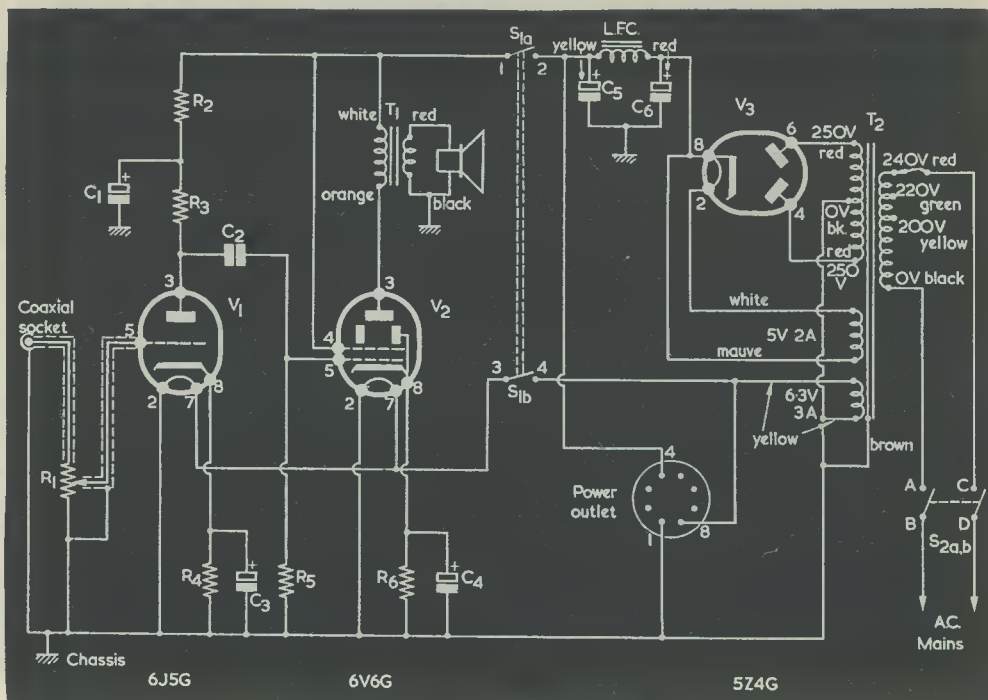 S1a
L.F.C.
yellow
red
1
2
+
C5
+
C6
R2
white
T1
red
V3
6
250V
red
T2
8
240V red
220V
green
200V
yellow
C1
+
R3
orange
black
2
4
0V
bk.
red
250
V
0V black
C2
3
V1
3
V2
white
5V 2A
mauve
Coaxial
socket
5
4
5
3
4
S1b
6·3V
3A
yellow
brown
2
7
8
2
7
8
R1
4
Power
outlet
1
8
A
C
B
D
S2a,b
R4
+
C3
R5
R6
+
C4
A.C.
Mains
Chassis
6J5G
6V6G
5Z4G